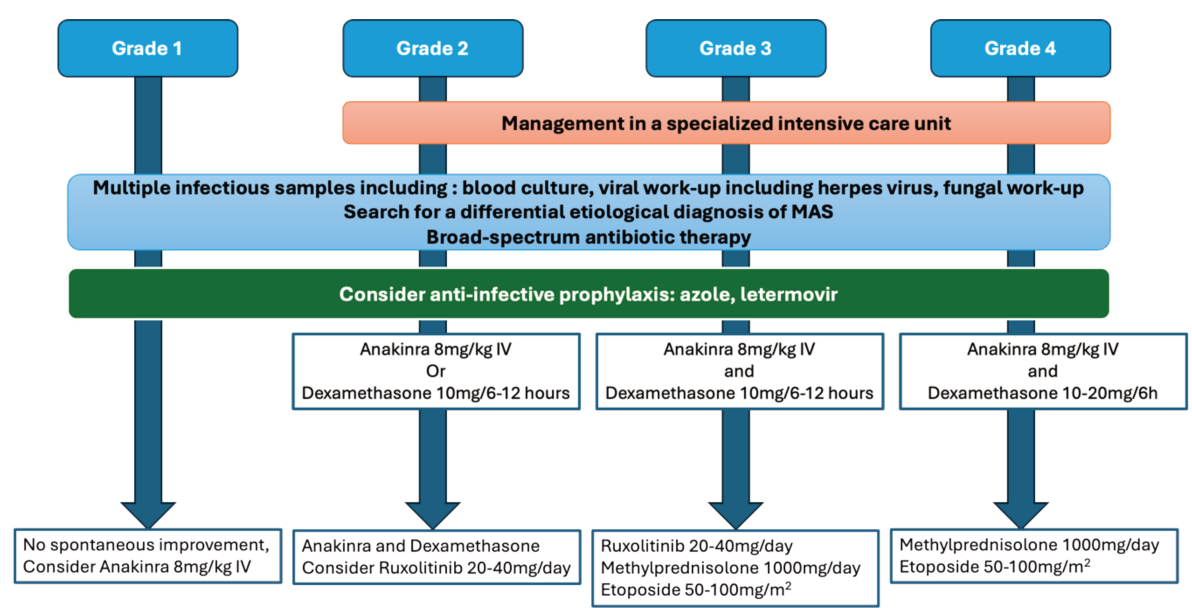 Grade 1
Grade 2
Grade 3
Grade 4
Management in a specialized intensive care unit
Multiple infectious samples including : blood culture, viral work-up including herpes virus, fungal work-up
Search for a differential etiological diagnosis of MAS
Broad-spectrum antibiotic therapy
Consider anti-infective prophylaxis: azole, letermovir
Anakinra 8mg/kg IV
Or
Dexamethasone 10mg/6-12 hours
Anakinra 8mg/kg IV
and
Dexamethasone 10mg/6-12 hours
Anakinra 8mg/kg IV
and
Dexamethasone 10-20mg/6h
No spontaneous improvement,
Consider Anakinra 8mg/kg IV
Anakinra and Dexamethasone
Consider Ruxolitinib 20-40mg/day
Ruxolitinib 20-40mg/day
Methylprednisolone 1000mg/day
Etoposide 50-100mg/m²
Methylprednisolone 1000mg/day
Etoposide 50-100mg/m²